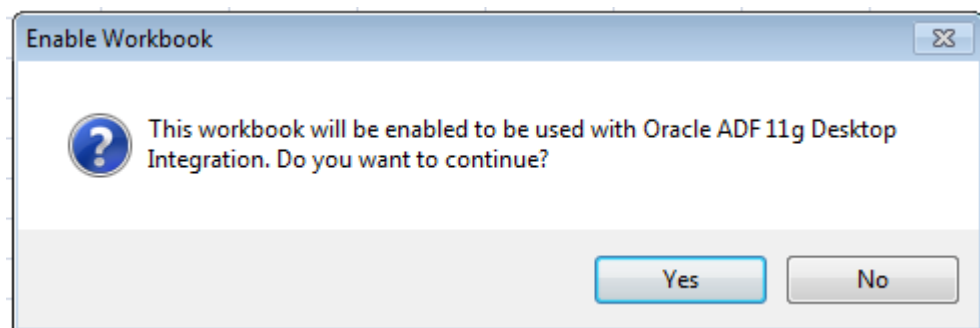 Enable Workbook
This workbook will be enabled to be used with Oracle ADF 11g Desktop
Integration. Do you want to continue?
Yes
No